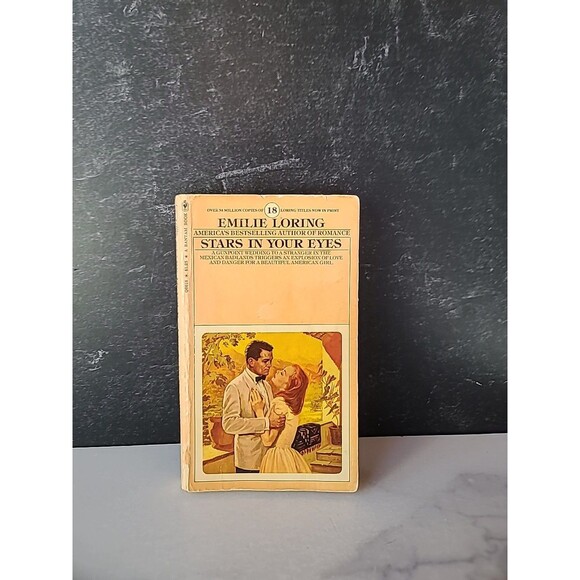 OVER 34 MILLION COPIES OF 18 LORING TITLES NOW IN PRINT
EMILIE LORING
AMERICA'S BESTSELLING AUTHOR OF ROMANCE
STARS IN YOUR EYES
A GUNPOINT WEDDING TO A STRANGER IN THE
MEXICAN BADLANDS TRIGGERS AN EXPLOSION OF LOVE
AND DANGER FOR A BEAUTIFUL AMERICAN GIRL.
A BANTAM BOOK